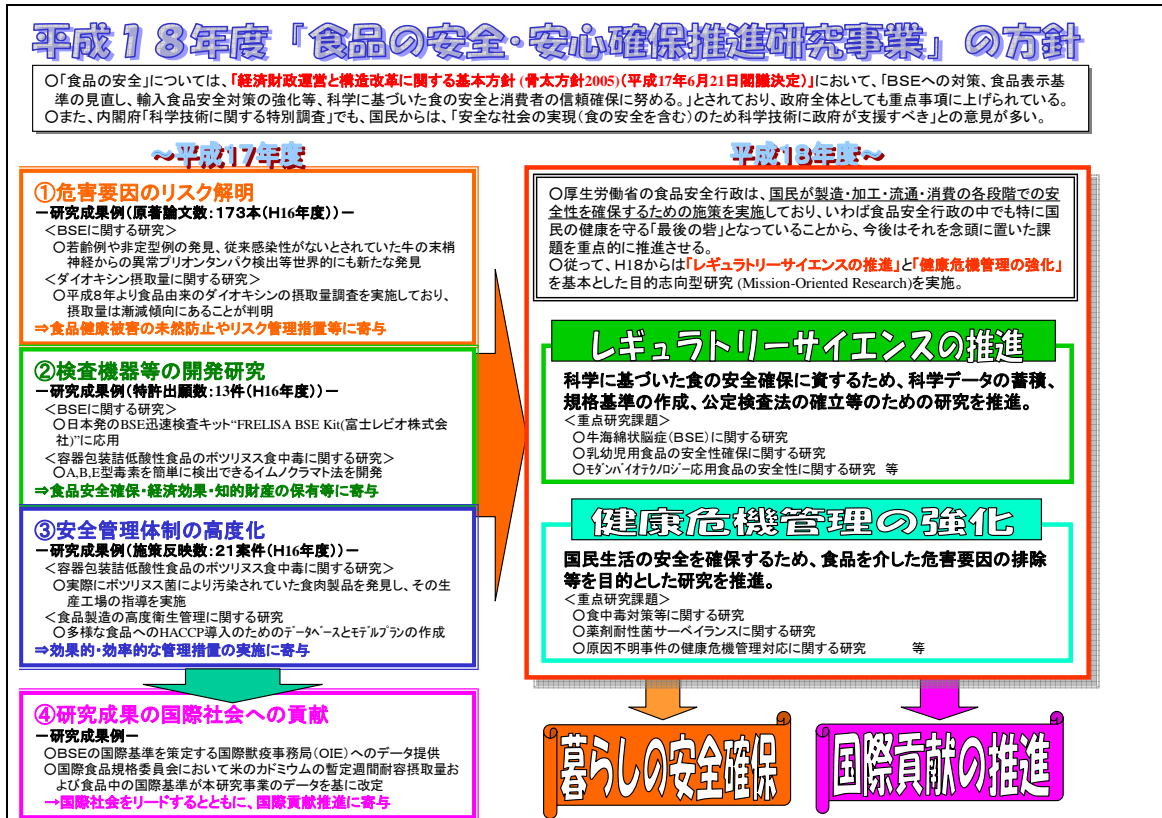 平成１８年度「食品の安全・安心確保推進研究事業」の方針
○「食品の安全」については、「経済財政運営と構造改革に関する基本方針 (骨太方針2005)（平成17年6月21日閣議決定）」において、「BSEへの対策、食品表示基
準の見直し、輸入食品安全対策の強化等、科学に基づいた食の安全と消費者の信頼確保に努める。」とされており、政府全体としても重点事項に上げられている。
○また、内閣府「科学技術に関する特別調査」でも、国民からは、「安全な社会の実現（食の安全を含む）のため科学技術に政府が支援すべき」との意見が多い。
～平成17年度
①危害要因のリスク解明
－研究成果例（原著論文数：１７３本（H16年度））－
＜BSEに関する研究＞
○若齢例や非定型例の発見、従来感染性がないとされていた牛の末梢
神経からの異常プリオンタンパク検出等世界的にも新たな発見
＜ダイオキシン摂取量に関する研究＞
○平成８年より食品由来のダイオキシンの摂取量調査を実施しており、
摂取量は漸減傾向にあることが判明
⇒食品健康被害の未然防止やリスク管理措置等に寄与
②検査機器等の開発研究
－研究成果例（特許出願数：13件（H16年度））－
＜BSEに関する研究＞
○日本発のBSE迅速検査キット“FRELISA BSE Kit(富士レビオ株式会
社)”に応用
＜容器包装詰低酸性食品のボツリヌス食中毒に関する研究＞
○A,B,E型毒素を簡単に検出できるイムノクラマト法を開発
⇒食品安全確保・経済効果・知的財産の保有等に寄与
③安全管理体制の高度化
－研究成果例（施策反映数：２１案件（H16年度））－
＜容器包装詰低酸性食品のボツリヌス食中毒に関する研究＞
○実際にボツリヌス菌により汚染されていた食肉製品を発見し、その生
産工場の指導を実施
＜食品製造の高度衛生管理に関する研究＞
○多様な食品へのHACCP導入のためのﾃﾞｰﾀﾍﾞｰｽとﾓﾃﾞﾙﾌﾟﾗﾝの作成
⇒効果的・効率的な管理措置の実施に寄与
④研究成果の国際社会への貢献
－研究成果例－
○BSEの国際基準を策定する国際獣疫事務局（OIE）へのデータ提供
○国際食品規格委員会において米のカドミウムの暫定週間耐容摂取量お
よび食品中の国際基準が本研究事業のデータを基に改定
→国際社会をリードするとともに、国際貢献推進に寄与
平成18年度～
○厚生労働省の食品安全行政は、国民が製造・加工・流通・消費の各段階での安
全性を確保するための施策を実施しており、いわば食品安全行政の中でも特に国
民の健康を守る「最後の砦」となっていることから、今後はそれを念頭に置いた課
題を重点的に推進させる。
○従って、H18からは「レギュラトリーサイエンスの推進」と「健康危機管理の強化」
を基本とした目的志向型研究 (Mission-Oriented Research)を実施。
レギュラトリーサイエンスの推進
科学に基づいた食の安全確保に資するため、科学データの蓄積、
規格基準の作成、公定検査法の確立等のための研究を推進。
＜重点研究課題＞
○牛海綿状脳症（BSE）に関する研究
○乳幼児用食品の安全性確保に関する研究
○ﾓﾀﾞﾝﾊﾞｲｵﾃｸﾉﾛｼﾞｰ応用食品の安全性に関する研究 等
健康危機管理の強化
国民生活の安全を確保するため、食品を介した危害要因の排除
等を目的とした研究を推進。
＜重点研究課題＞
○食中毒対策等に関する研究
○薬剤耐性菌サーベイランスに関する研究
○原因不明事件の健康危機管理対応に関する研究 等
暮らしの安全確保
国際貢献の推進